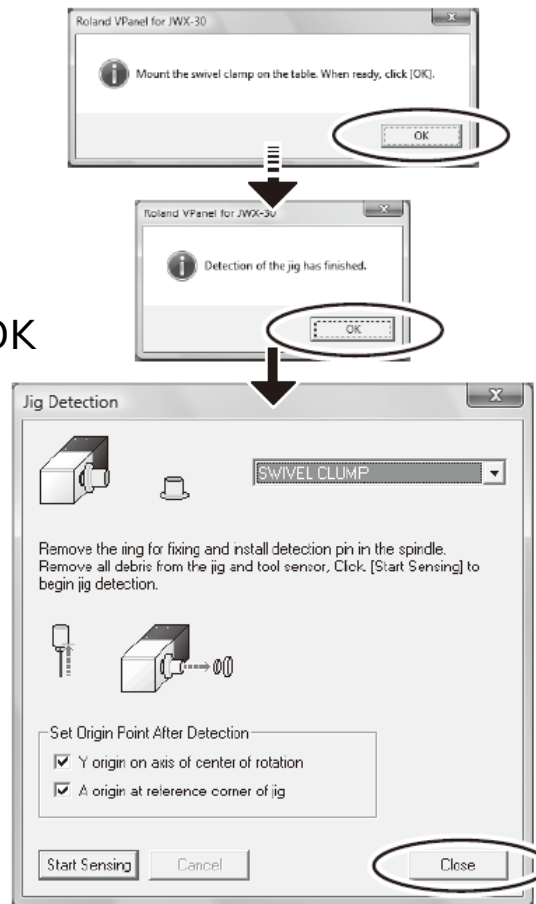 Roland VPanel for JWX-30
Mount the swivel clamp on the table. When ready, click [OK].
OK
Roland VPanel for JWX-30
Detection of the jig has finished.
OK
OK
Jig Detection
SWIVEL CLUMP
Remove the ring for fixing and install detection pin in the spindle.
Remove all debris from the jig and tool sensor, Click. [Start Sensing] to
begin jig detection.
Set Origin Point After Detection
Y origin on axis of center of rotation
A origin at reference corner of jig
Start Sensing
Cancel
Close